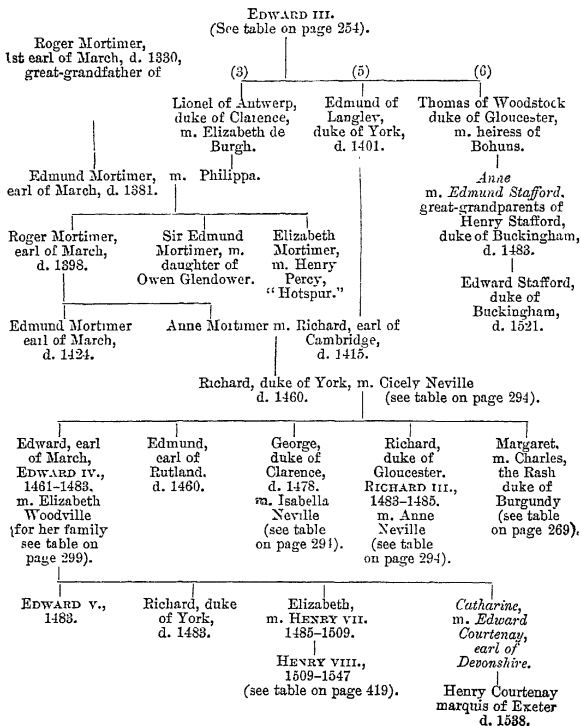 EDWARD III.
(See table on page 254).
Roger Mortimer,
1st earl of March, d. 1330,
great-grandfather of
(3)
(5)
(6)
Lionel of Antwerp,
duke of Clarence,
m. Elizabeth de
Burgh.
Edmund of
Langley,
duke of York,
d. 1401.
Thomas of Woodstock
duke of Gloucester,
m. heiress of
Bohuns.
Edmund Mortimer,
earl of March, d. 1381.
m.
Philippa.
Anne
m. Edmund Stafford,
great-grandparents of
Henry Stafford,
duke of Buckingham,
d. 1483.
Edward Stafford,
duke of
Buckingham,
d. 1521.
Roger Mortimer,
earl of March,
d. 1398.
Sir Edmund
Mortimer, m.
daughter of
Owen Glendower.
Elizabeth
Mortimer,
m. Henry
Percy,
"Hotspur."
Edmund Mortimer
earl of March,
d. 1424.
Anne Mortimer m. Richard, earl of
Cambridge,
d. 1415.
Richard, duke of York, m. Cicely Neville
d. 1460. (see table on page 294).
Edward, earl
of March,
EDWARD IV.,
1461-1483.
m. Elizabeth
Woodville
(for her family
see table on
page 299).
Edmund,
earl of
Rutland.
d. 1460.
George,
duke of
Clarence,
d. 1478.
m. Isabella
Neville
(see table
on page 294).
Richard,
duke of
Gloucester.
RICHARD III.,
1483-1485.
m. Anne
Neville
(see table
on page 294).
Margaret.
m. Charles,
the Rash
duke of
Burgundy
(see table
on page 269).
EDWARD V.,
1483.
Richard, duke
of York,
d. 1483.
Elizabeth,
m. HENRY VII.
1485-1509.
HENRY VIII.,
1509-1547
(see table on page 419).
Catharine,
m. Edward
Courtenay,
earl of
Devonshire.
Henry Courtenay
marquis of Exeter
d. 1538.